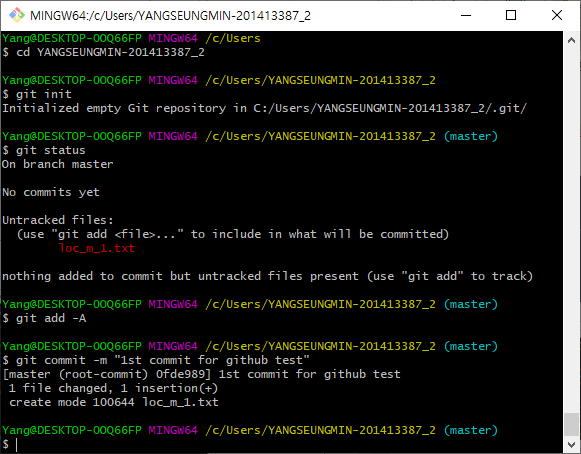 MINGW64:/c/Users/YANGSEUNGMIN-201413387_2
Yang@DESKTOP-OOQ66FP MINGW64 /c/Users
$ cd YANGSEUNGMIN-201413387_2
Yang@DESKTOP-OOQ66FP MINGW64 /c/Users/YANGSEUNGMIN-201413387_2
$ git init
Initialized empty Git repository in C:/Users/YANGSEUNGMIN-201413387_2/.git/
Yang@DESKTOP-OOQ66FP MINGW64 /c/Users/YANGSEUNGMIN-201413387_2 (master)
$ git status
On branch master
No commits yet
Untracked files:
(use "git add <file>..." to include in what will be committed)
loc_m_1.txt
nothing added to commit but untracked files present (use "git add" to track)
Yang@DESKTOP-OOQ66FP MINGW64 /c/Users/YANGSEUNGMIN-201413387_2 (master)
$ git add -A
Yang@DESKTOP-OOQ66FP MINGW64 /c/Users/YANGSEUNGMIN-201413387_2 (master)
$ git commit -m "1st commit for github test"
[master (root-commit) 0fde989] 1st commit for github test
1 file changed, 1 insertion(+)
create mode 100644 loc_m_1.txt
Yang@DESKTOP-OOQ66FP MINGW64 /c/Users/YANGSEUNGMIN-201413387_2 (master)
$